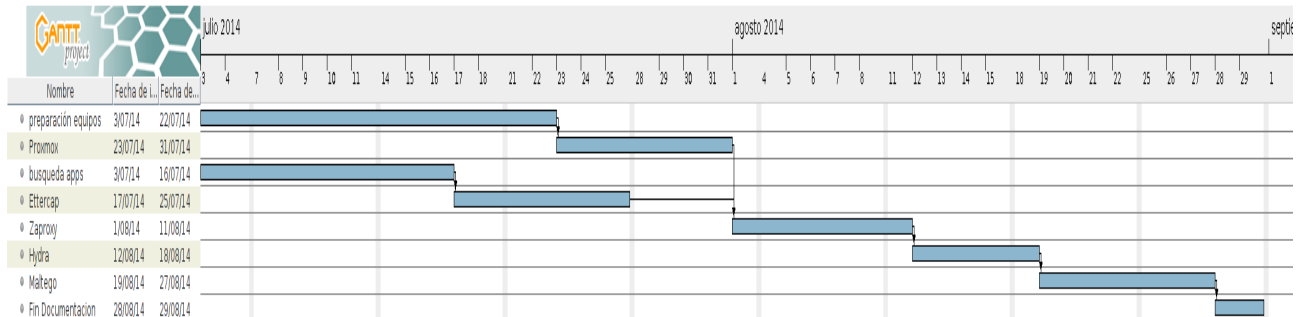 GANTT
project
julio 2014 agosto 2014 septie
3 4 7 8 9 10 11 14 15 16 17 18 21 22 23 24 25 28 29 30 31 1 4 5 6 7 8 11 12 13 14 15 18 19 20 21 22 25 26 27 28 29 1
Nombre Fecha de i... Fecha de...
preparación equipos 3/07/14 22/07/14
Proxmox 23/07/14 31/07/14
busqueda apps 3/07/14 16/07/14
Ettercap 17/07/14 25/07/14
Zaproxy 1/08/14 11/08/14
Hydra 12/08/14 18/08/14
Maltego 19/08/14 27/08/14
Fin Documentacion 28/08/14 29/08/14